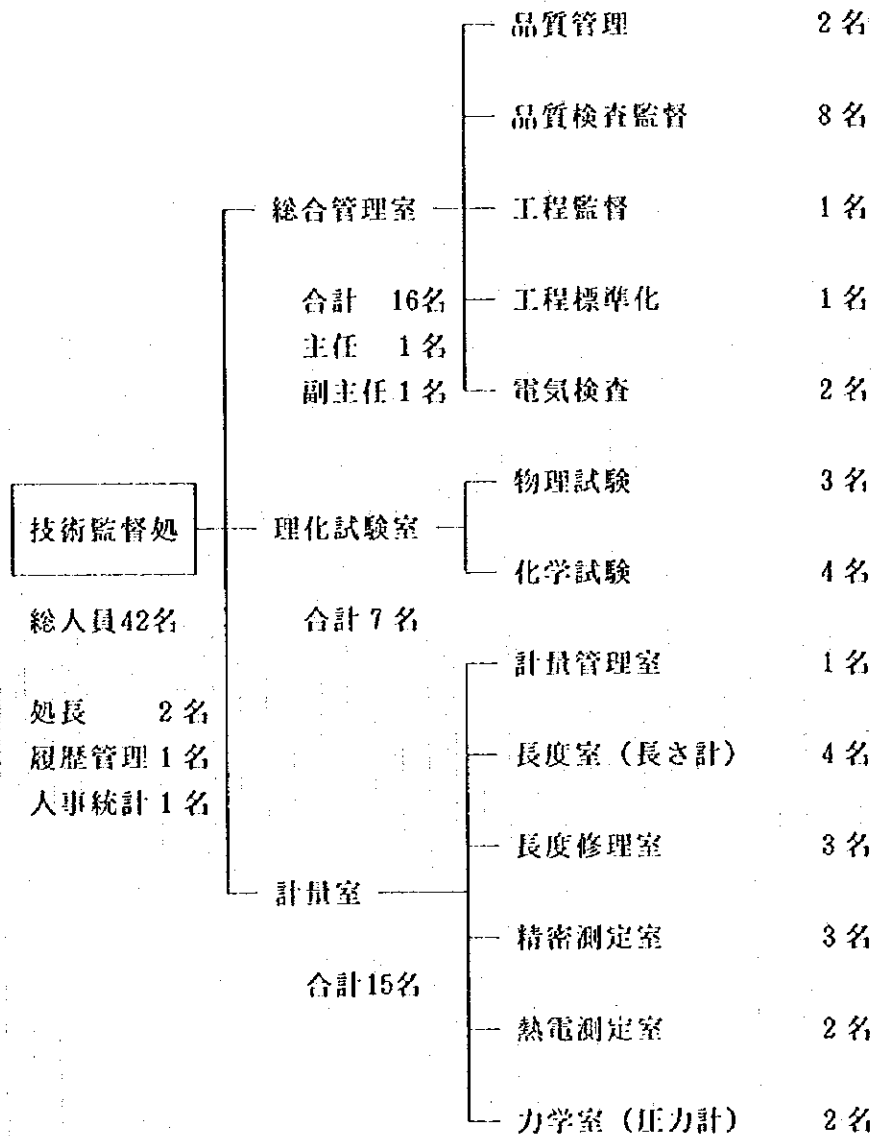 品質管理 2名
品質検査監督 8名
総合管理室 工程監督 1名
合計 16名 工程標準化 1名
主任 1名
副主任 1名 電気検査 2名
物理試験 3名
技術監督処 理化試験室
化学試験 4名
総人員42名 合計 7名
計量管理室 1名
処長 2名
履歴管理 1名 長度室 (長さ計) 4名
人事統計 1名
長度修理室 3名
計量室
精密測定室 3名
合計15名
熱電測定室 2名
力学室 (圧力計) 2名